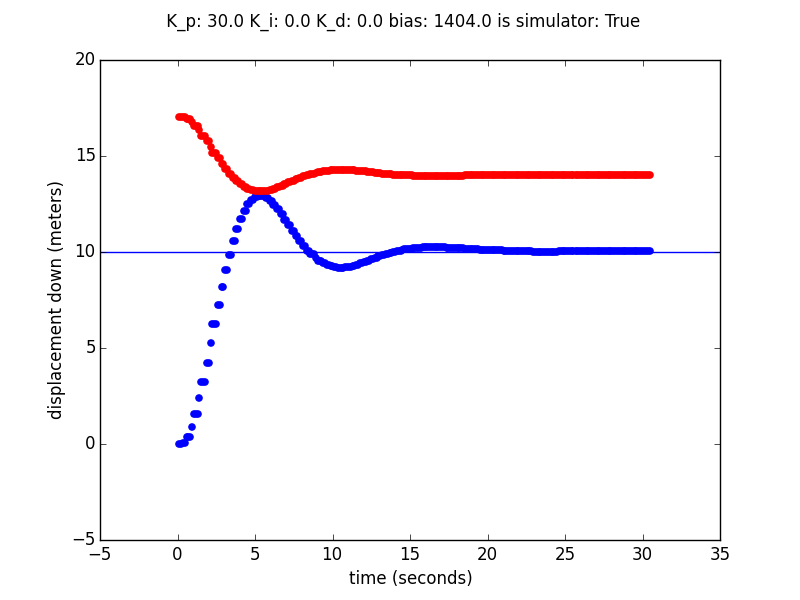 K_p: 30.0 K_i: 0.0 K_d: 0.0 bias: 1404.0 is simulator: True
20
15
10
5
0
−5
displacement down (meters)
−5 0 5 10 15 20 25 30 35
time (seconds)